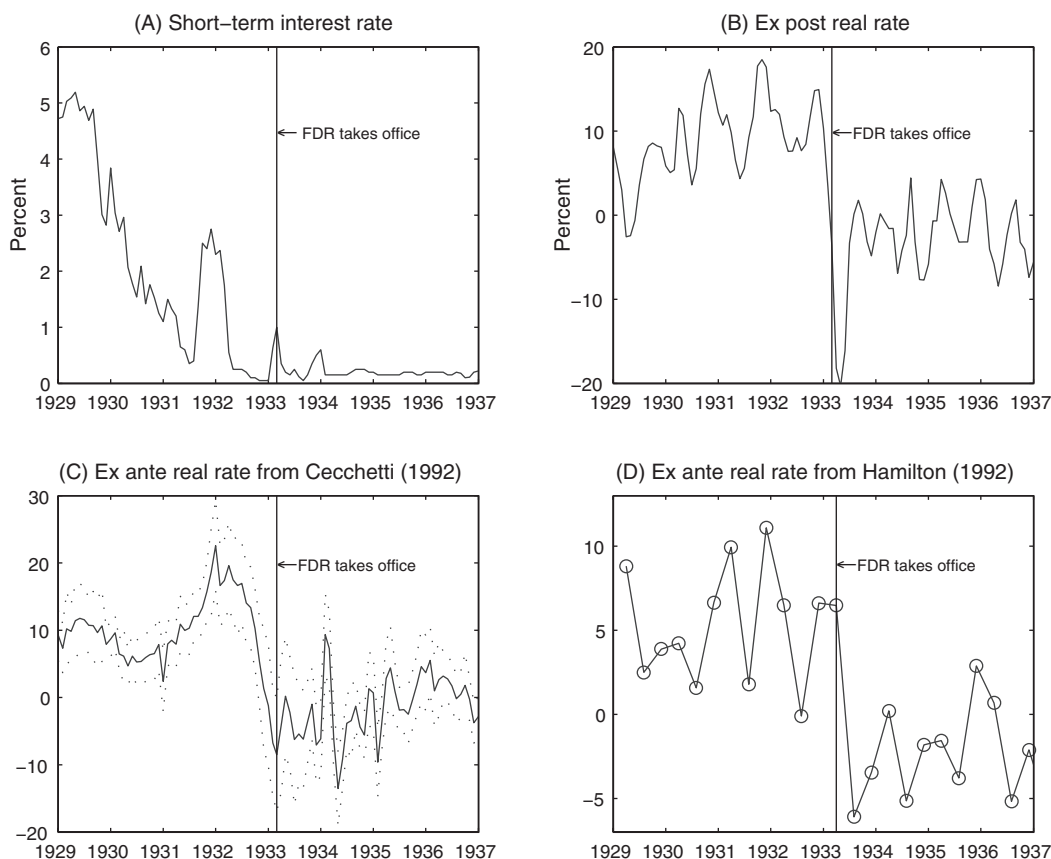 (A) Short−term interest rate
6
5
4
3
2
1
0
Percent
FDR takes office
1929 1930 1931 1932 1933 1934 1935 1936 1937
(B) Ex post real rate
20
10
0
−10
−20
Percent
FDR takes office
1929 1930 1931 1932 1933 1934 1935 1936 1937
(C) Ex ante real rate from Cecchetti (1992)
30
20
10
0
−10
−20
FDR takes office
1929 1930 1931 1932 1933 1934 1935 1936 1937
(D) Ex ante real rate from Hamilton (1992)
10
5
0
−5
FDR takes office
1929 1930 1931 1932 1933 1934 1935 1936 1937